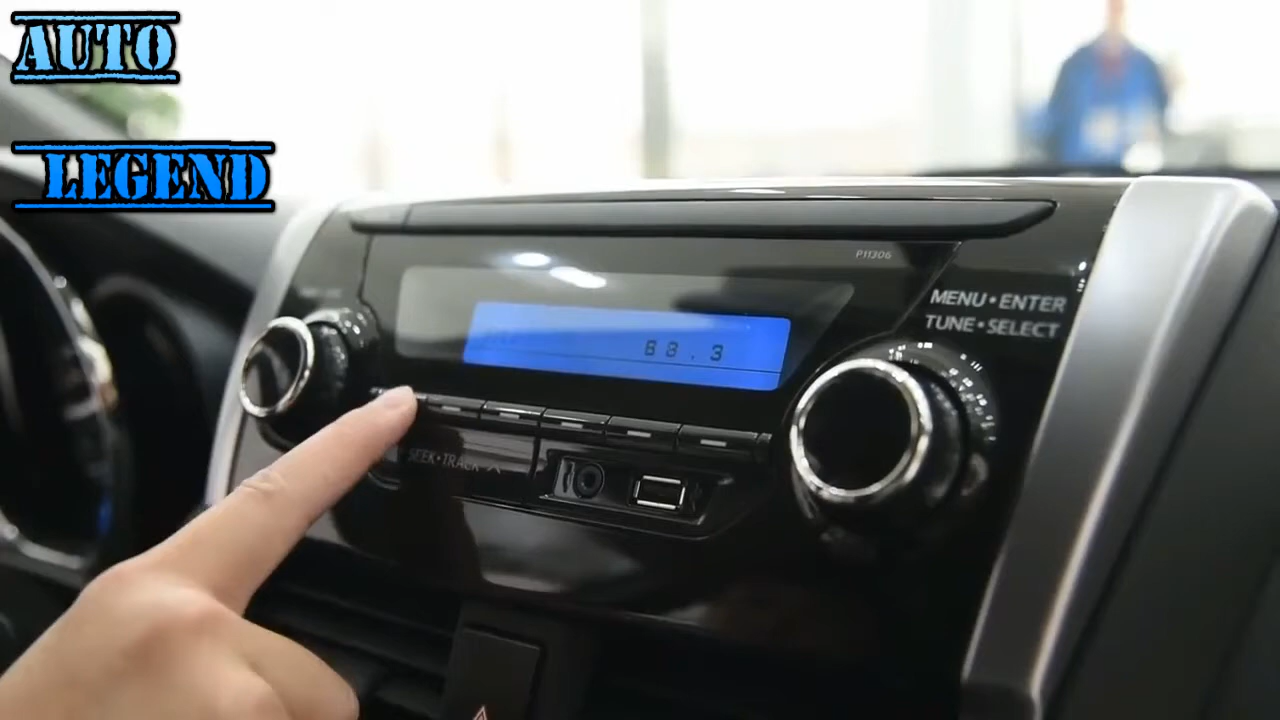 AUTO
LEGEND
P11306
MENU•ENTER
TUNE•SELECT
88.3
SEEK•TRACK